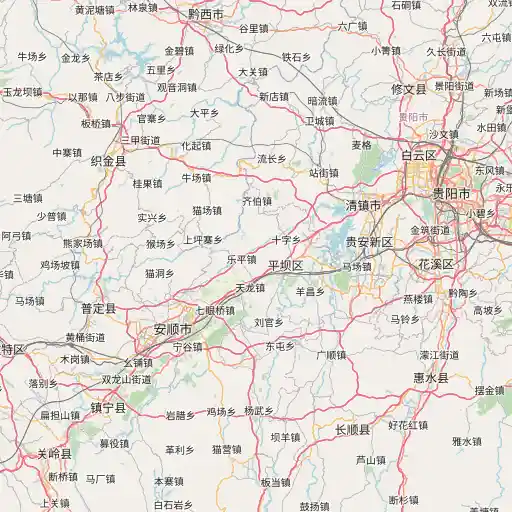 黄泥塘镇
林泉镇
黔西市
谷里镇
六广镇
石硐镇
双流镇
牛场乡
金龙乡
金碧镇
绿化乡
铁石乡
小箐镇
久长街道
六屯镇
茶店乡
五里乡
大关镇
修文县
景阳街道
玉龙坝镇
以那镇
八步街道
观音洞镇
新店镇
暗流镇
新场镇
板桥镇
官寨乡
大平乡
卫城镇
贵阳市
沙文镇
水田镇
三甲街道
化起镇
麦格
中寨镇
织金县
流长乡
站街镇
白云区
东风镇
桂果镇
牛场镇
贵阳市
三塘镇
齐伯镇
清镇市
少普镇
实兴乡
猫场镇
小碧乡
阿弓镇
金筑街道
熊家场镇
猴场乡
上坪寨乡
十字乡
贵安新区
鸡场坡镇
猫洞乡
乐平镇
平坝区
马场镇
花溪区
马场镇
天龙镇
羊昌乡
燕楼镇
黔陶乡
普定县
七眼桥镇
高坡乡
安顺市
刘官乡
马铃乡
黄桶街道
特区
木岗镇
幺铺镇
宁谷镇
东屯乡
广顺镇
濛江街道
落别乡
双龙山街道
惠水县
摆金镇
镇宁县
扁担山镇
岩腊乡
鸡场乡
杨武乡
好花红镇
关岭县
募役镇
革利乡
猫营镇
坝羊镇
长顺县
雅水镇
断桥镇
马厂镇
本寨镇
板当镇
芦山镇
上关镇
白石岩乡
鼓扬镇
断杉镇